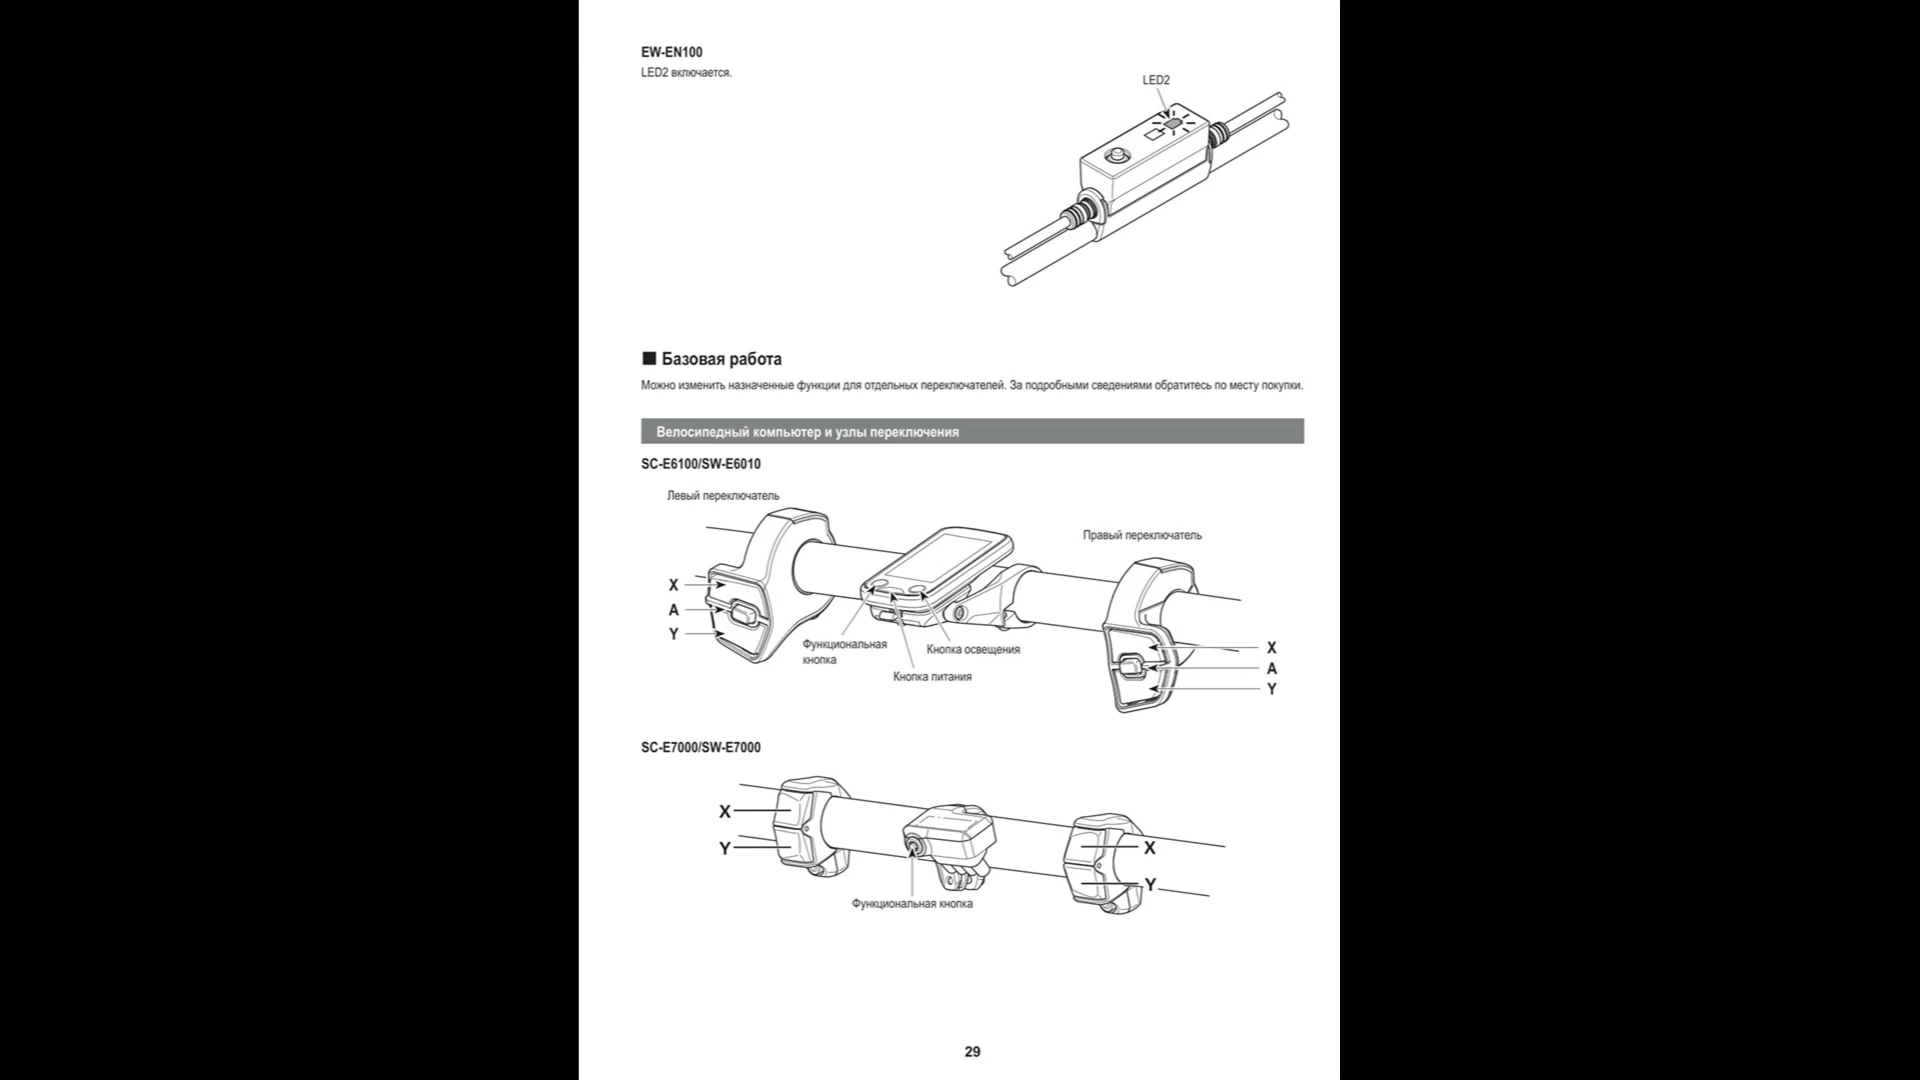 EW-EN100
LED2 включается.
LED2
■ Базовая работа
Можно изменить назначенные функции для отдельных переключателей. За подробными сведениями обратитесь по месту покупки.
Велосипедный компьютер и узлы переключения
SC-E6100/SW-E6010
Левый переключатель
Правый переключатель
X
A
Y
Функциональная
кнопка
Кнопка освещения
Кнопка питания
X
A
Y
SC-E7000/SW-E7000
X
Y
X
Y
Функциональная кнопка
29